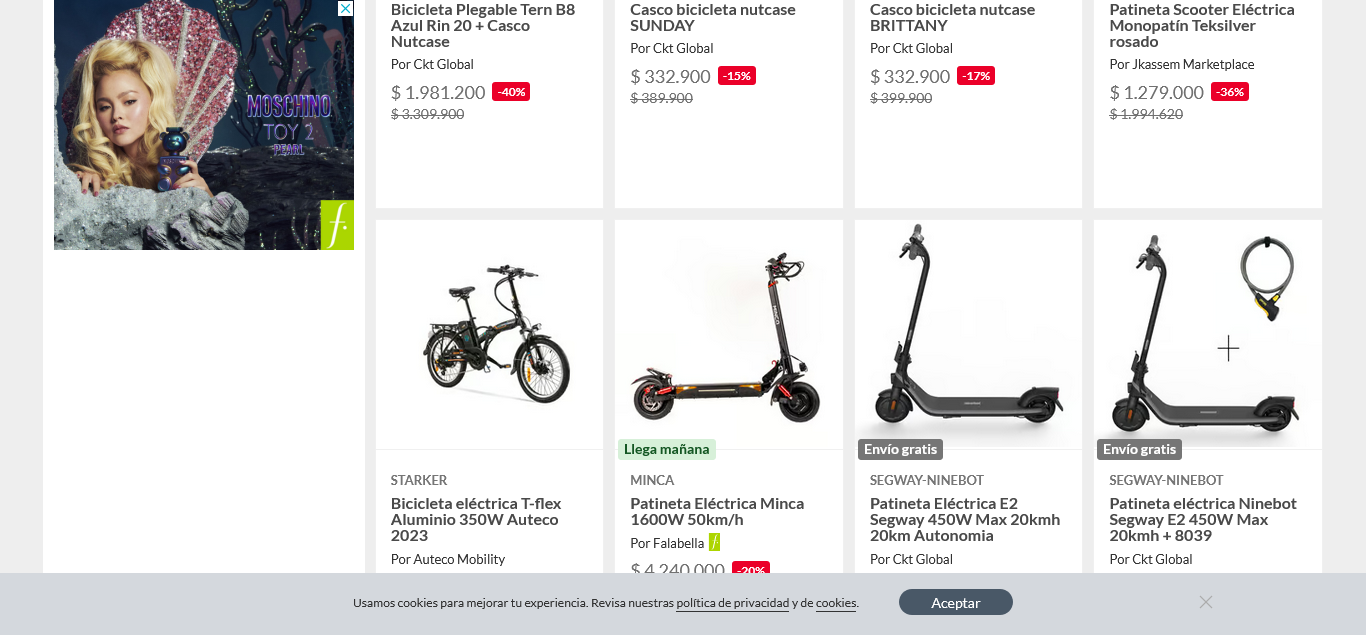 MOSCHINO
TOY 2
PEARL
f.
Bicicleta Plegable Tern B8
Azul Rin 20 + Casco
Nutcase
Por Ckt Global
$ 1.981.200 -40%
$ 3.309.900
Casco bicicleta nutcase
SUNDAY
Por Ckt Global
$ 332.900 -15%
$ 389.900
Casco bicicleta nutcase
BRITTANY
Por Ckt Global
$ 332.900 -17%
$ 399.900
Patineta Scooter Eléctrica
Monopatín Teksilver
rosado
Por Jkassem Marketplace
$ 1.279.000 -36%
$ 1.994.620
STARKER
Bicicleta eléctrica T-flex
Aluminio 350W Auteco
2023
Por Auteco Mobility
Llega mañana
MINCA
Patineta Eléctrica Minca
1600W 50km/h
Por Falabella f.
$ 4.240.000 -20%
Envío gratis
SEGWAY-NINEBOT
Patineta Eléctrica E2
Segway 450W Max 20kmh
20km Autonomia
Por Ckt Global
Envío gratis
SEGWAY-NINEBOT
Patineta eléctrica Ninebot
Segway E2 450W Max
20kmh + 8039
Por Ckt Global
Usamos cookies para mejorar tu experiencia. Revisa nuestras política de privacidad y de cookies.
Aceptar